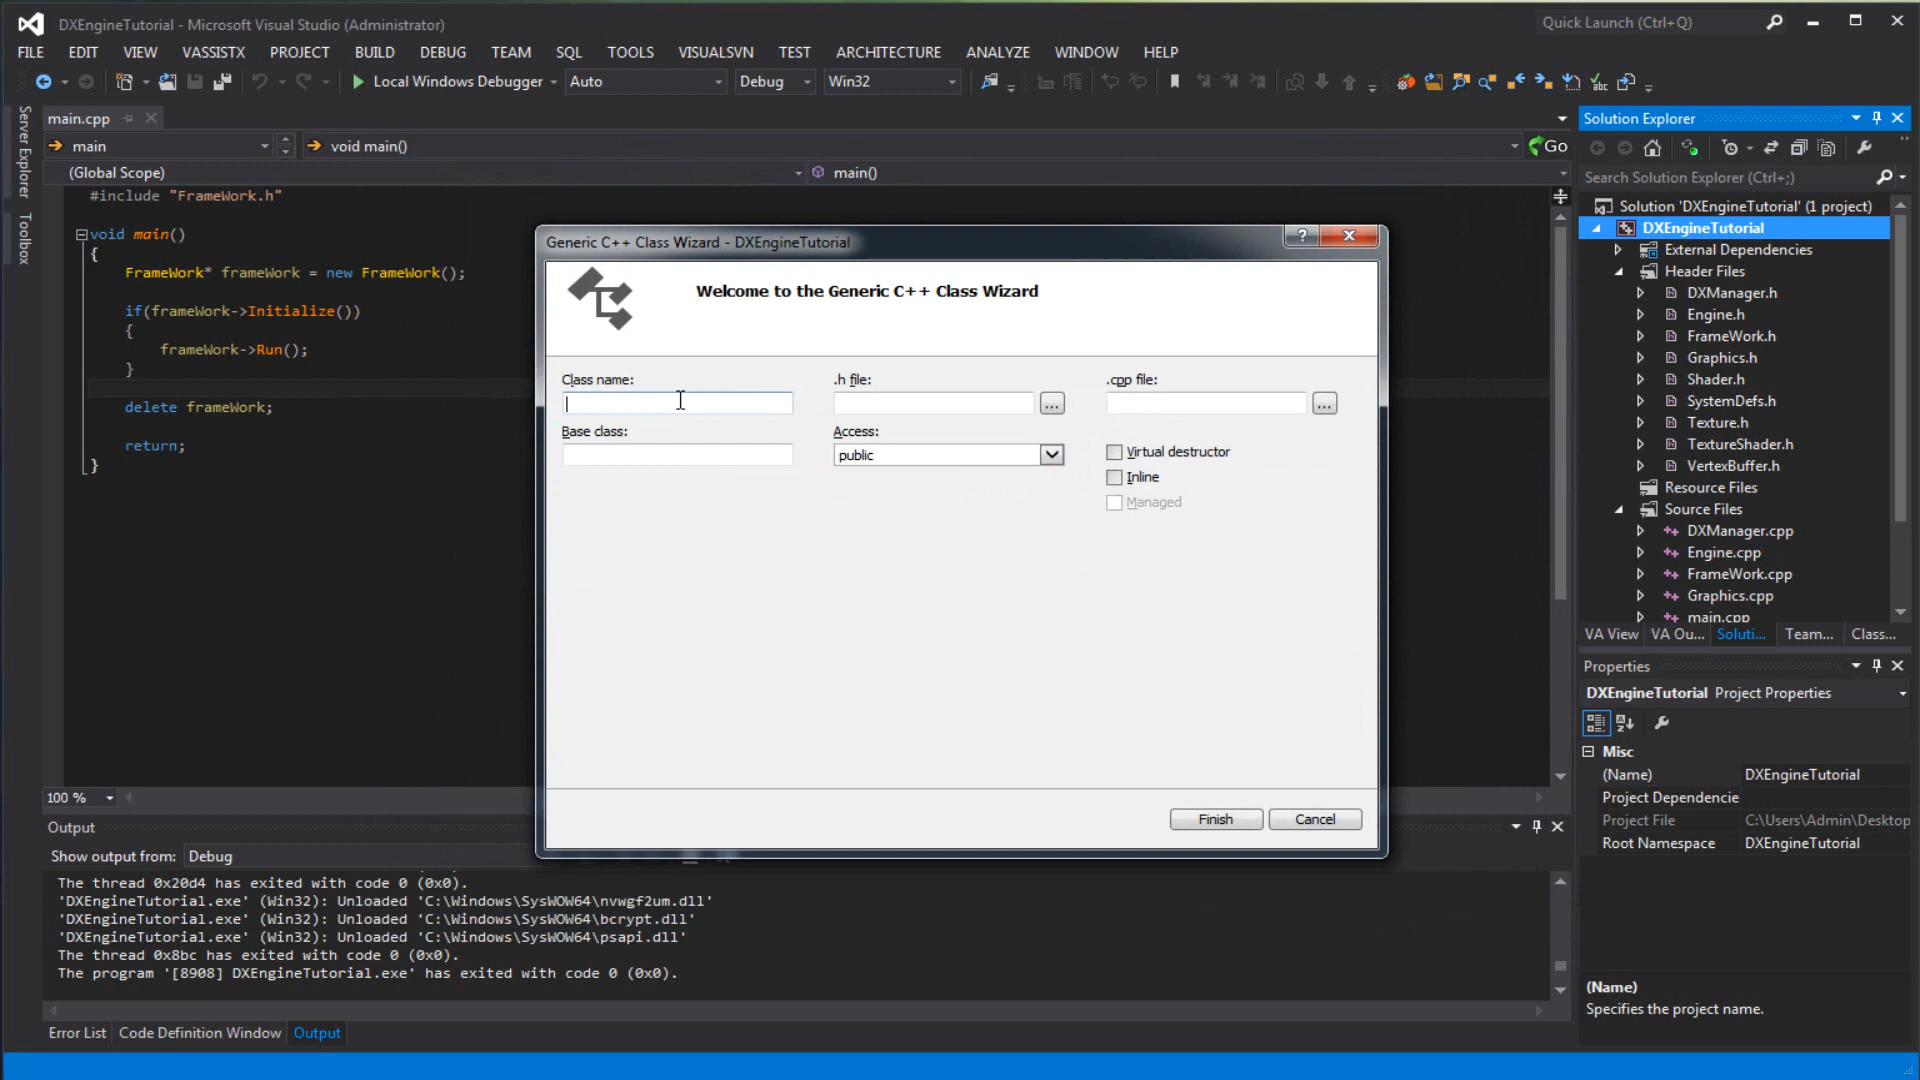 DXEngineTutorial - Microsoft Visual Studio (Administrator)
Quick Launch (Ctrl+Q)
FILE EDIT VIEW VASSISTX PROJECT BUILD DEBUG TEAM SQL TOOLS VISUALSVN TEST ARCHITECTURE ANALYZE WINDOW HELP
Local Windows Debugger Auto Debug Win32
Server Explorer
Toolbox
main.cpp
main void main() Go
(Global Scope) main()
#include "FrameWork.h"
void main()
{
FrameWork* frameWork = new FrameWork();
if(frameWork->Initialize())
{
frameWork->Run();
}
delete frameWork;
return;
}
100 %
Generic C++ Class Wizard - DXEngineTutorial
?
Welcome to the Generic C++ Class Wizard
Class name: .h file: .cpp file:
... ...
Base class: Access:
public
Virtual destructor
Inline
Managed
Finish Cancel
Output
Show output from: Debug
The thread 0x20d4 has exited with code 0 (0x0).
'DXEngineTutorial.exe' (Win32): Unloaded 'C:\Windows\SysWOW64\nvwgf2um.dll'
'DXEngineTutorial.exe' (Win32): Unloaded 'C:\Windows\SysWOW64\bcrypt.dll'
'DXEngineTutorial.exe' (Win32): Unloaded 'C:\Windows\SysWOW64\psapi.dll'
The thread 0x8bc has exited with code 0 (0x0).
The program '[8908] DXEngineTutorial.exe' has exited with code 0 (0x0).
Error List Code Definition Window Output
Solution Explorer
Search Solution Explorer (Ctrl+;)
Solution 'DXEngineTutorial' (1 project)
DXEngineTutorial
External Dependencies
Header Files
DXManager.h
Engine.h
FrameWork.h
Graphics.h
Shader.h
SystemDefs.h
Texture.h
TextureShader.h
VertexBuffer.h
Resource Files
Source Files
DXManager.cpp
Engine.cpp
FrameWork.cpp
Graphics.cpp
main.cpp
VA View VA Ou... Soluti... Team... Class...
Properties
DXEngineTutorial Project Properties
Misc
(Name) DXEngineTutorial
Project Dependencie
Project File C:\Users\Admin\Desktop
Root Namespace DXEngineTutorial
(Name)
Specifies the project name.